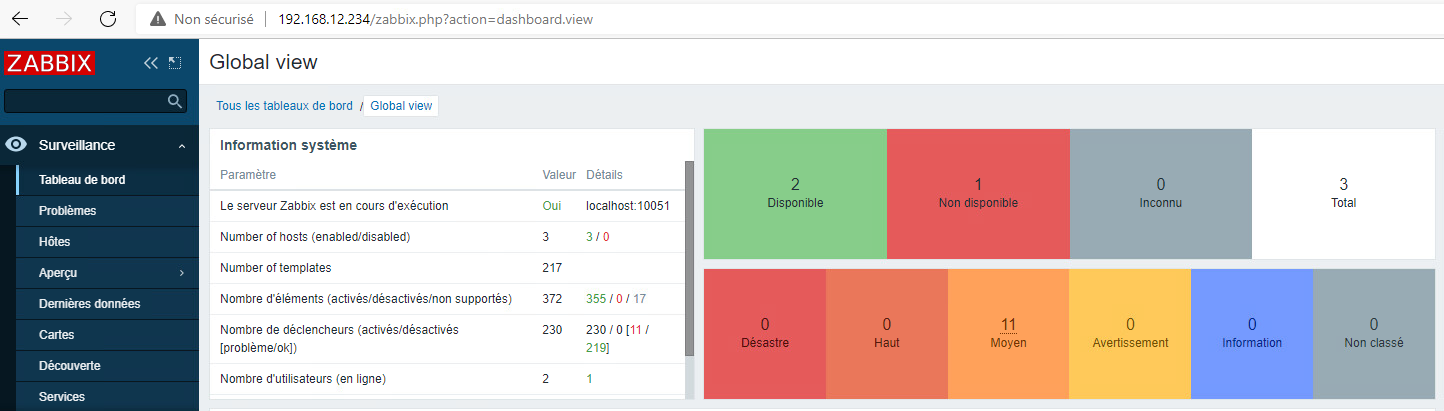 Non sécurisé | 192.168.12.234/zabbix.php?action=dashboard.view
ZABBIX
Surveillance
Tableau de bord
Problèmes
Hôtes
Aperçu
Dernières données
Cartes
Découverte
Services
Global view
Tous les tableaux de bord / Global view
Information système
Paramètre Valeur Détails
Le serveur Zabbix est en cours d'exécution Oui localhost:10051
Number of hosts (enabled/disabled) 3 3 / 0
Number of templates 217
Nombre d'éléments (activés/désactivés/non supportés) 372 355 / 0 / 17
Nombre de déclencheurs (activés/désactivés 230 230 / 0 [11 /
[problème/ok]) 219]
Nombre d'utilisateurs (en ligne) 2 1
2 1 0 3
Disponible Non disponible Inconnu Total
0 0 11 0 0 0
Désastre Haut Moyen Avertissement Information Non classé